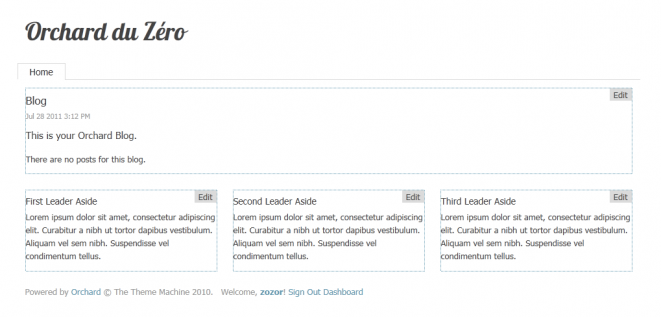 Orchard du Zéro
Home
Edit
Blog
Jul 28 2011 3:12 PM
This is your Orchard Blog.
There are no posts for this blog.
Edit
First Leader Aside
Lorem ipsum dolor sit amet, consectetur adipiscing
elit. Curabitur a nibh ut tortor dapibus vestibulum.
Aliquam vel sem nibh. Suspendisse vel
condimentum tellus.
Edit
Second Leader Aside
Lorem ipsum dolor sit amet, consectetur adipiscing
elit. Curabitur a nibh ut tortor dapibus vestibulum.
Aliquam vel sem nibh. Suspendisse vel
condimentum tellus.
Edit
Third Leader Aside
Lorem ipsum dolor sit amet, consectetur adipiscing
elit. Curabitur a nibh ut tortor dapibus vestibulum.
Aliquam vel sem nibh. Suspendisse vel
condimentum tellus.
Powered by Orchard © The Theme Machine 2010. Welcome, zozor! Sign Out Dashboard